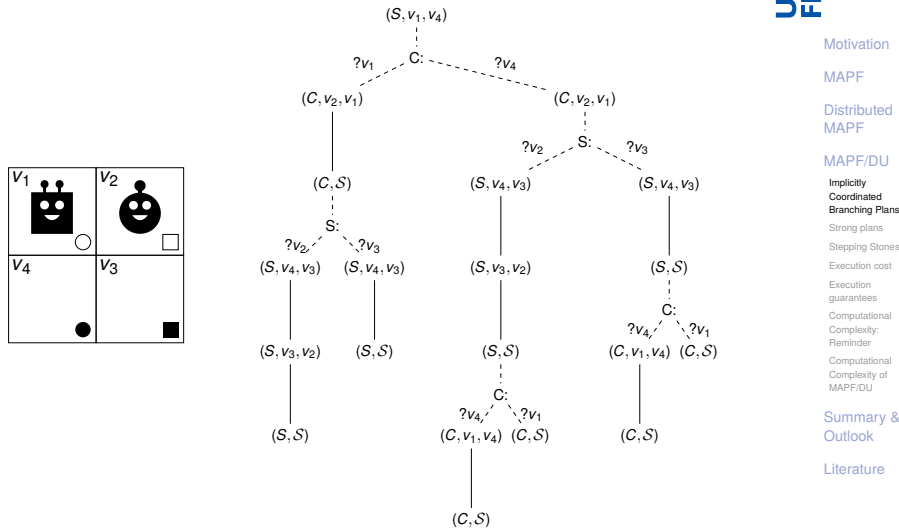 (S, v₁, v₄)
C:
?v₁ ?v₄
(C, v₂, v₁) (C, v₂, v₁)
S:
?v₂ ?v₃
(C, 𝒮) (S, v₄, v₃) (S, v₄, v₃)
S:
?v₂ ?v₃
(S, v₄, v₃) (S, v₄, v₃) (S, v₃, v₂) (S, 𝒮)
C:
?v₄ ?v₁
(S, v₃, v₂) (S, 𝒮) (S, 𝒮) (C, v₁, v₄) (C, 𝒮)
C:
?v₄ ?v₁
(S, 𝒮) (C, v₁, v₄) (C, 𝒮) (C, 𝒮)
(C, 𝒮)
v₁ v₂
v₄ v₃
Motivation
MAPF
Distributed
MAPF
MAPF/DU
Implicitly
Coordinated
Branching Plans
Strong plans
Stepping Stones
Execution cost
Execution
guarantees
Computational
Complexity:
Reminder
Computational
Complexity of
MAPF/DU
Summary &
Outlook
Literature